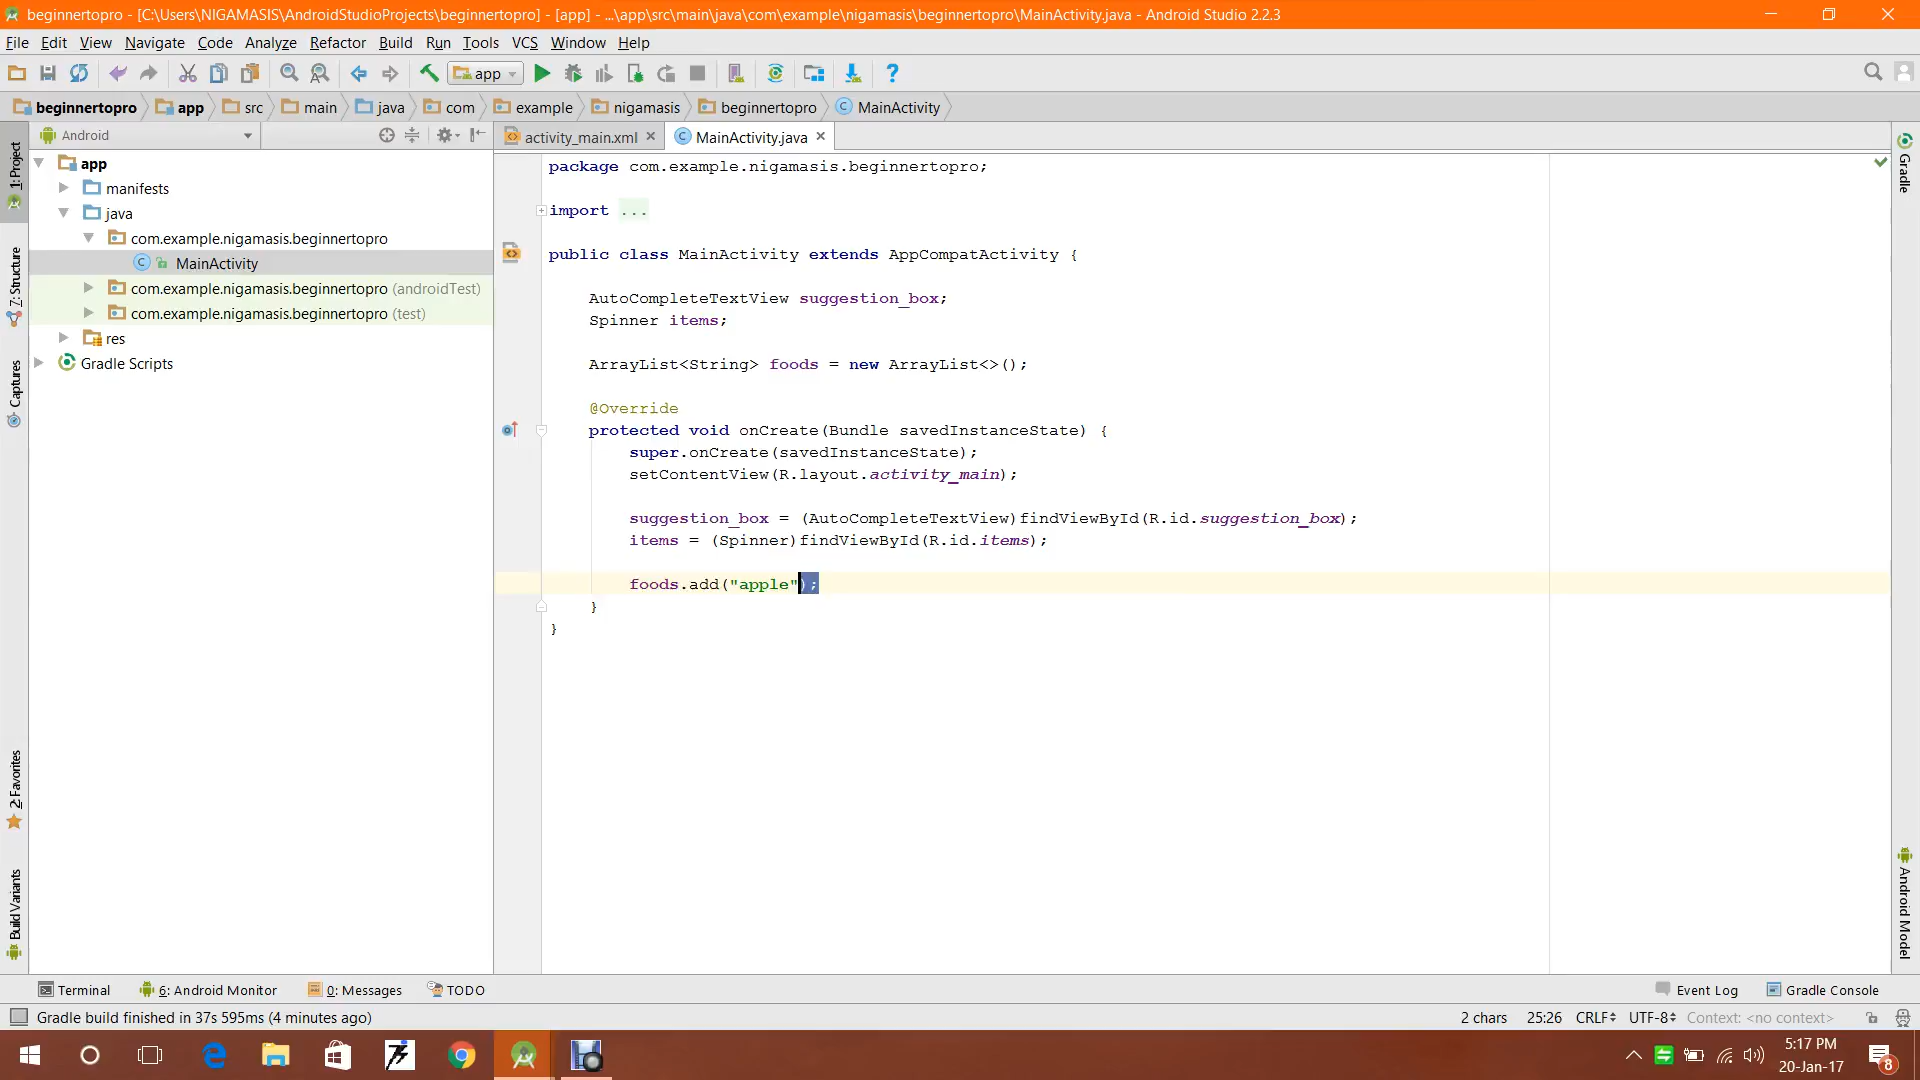 beginnertopro - [C:\Users\NIGAMASIS\AndroidStudioProjects\beginnertopro] - [app] - ...\app\src\main\java\com\example\nigamasis\beginnertopro\MainActivity.java - Android Studio 2.2.3
File Edit View Navigate Code Analyze Refactor Build Run Tools VCS Window Help
app
beginnertopro app src main java com example nigamasis beginnertopro MainActivity
Android
activity_main.xml MainActivity.java
1: Project
7: Structure
Captures
2: Favorites
Build Variants
app
manifests
java
com.example.nigamasis.beginnertopro
MainActivity
com.example.nigamasis.beginnertopro (androidTest)
com.example.nigamasis.beginnertopro (test)
res
Gradle Scripts
package com.example.nigamasis.beginnertopro;
import ...
public class MainActivity extends AppCompatActivity {
AutoCompleteTextView suggestion_box;
Spinner items;
ArrayList<String> foods = new ArrayList<>();
@Override
protected void onCreate(Bundle savedInstanceState) {
super.onCreate(savedInstanceState);
setContentView(R.layout.activity_main);
suggestion_box = (AutoCompleteTextView)findViewById(R.id.suggestion_box);
items = (Spinner)findViewById(R.id.items);
foods.add("apple");
}
}
Gradle
Android Model
Terminal 6: Android Monitor 0: Messages TODO Event Log Gradle Console
Gradle build finished in 37s 595ms (4 minutes ago) 2 chars 25:26 CRLF UTF-8 Context: <no context>
5:17 PM
20-Jan-17
8